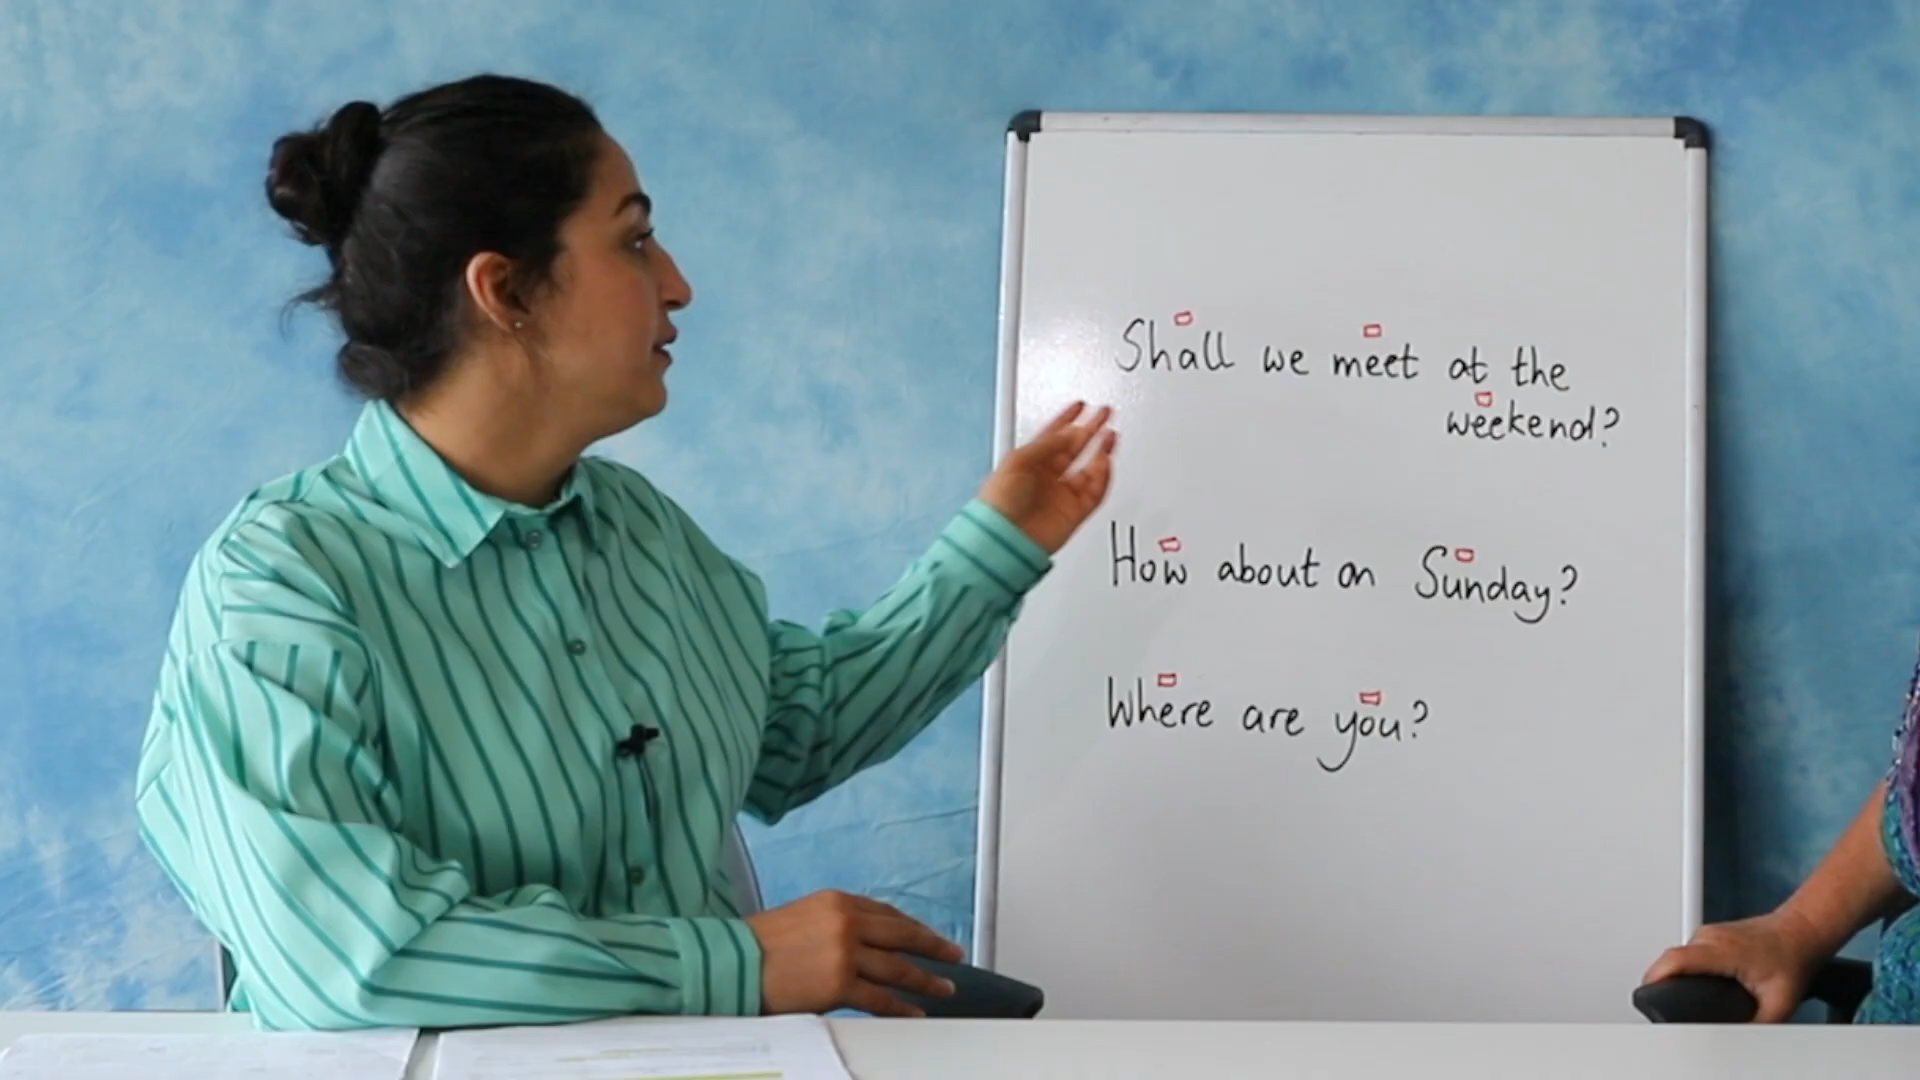 Shall we meet at the
weekend?
How about on Sunday?
Where are you?